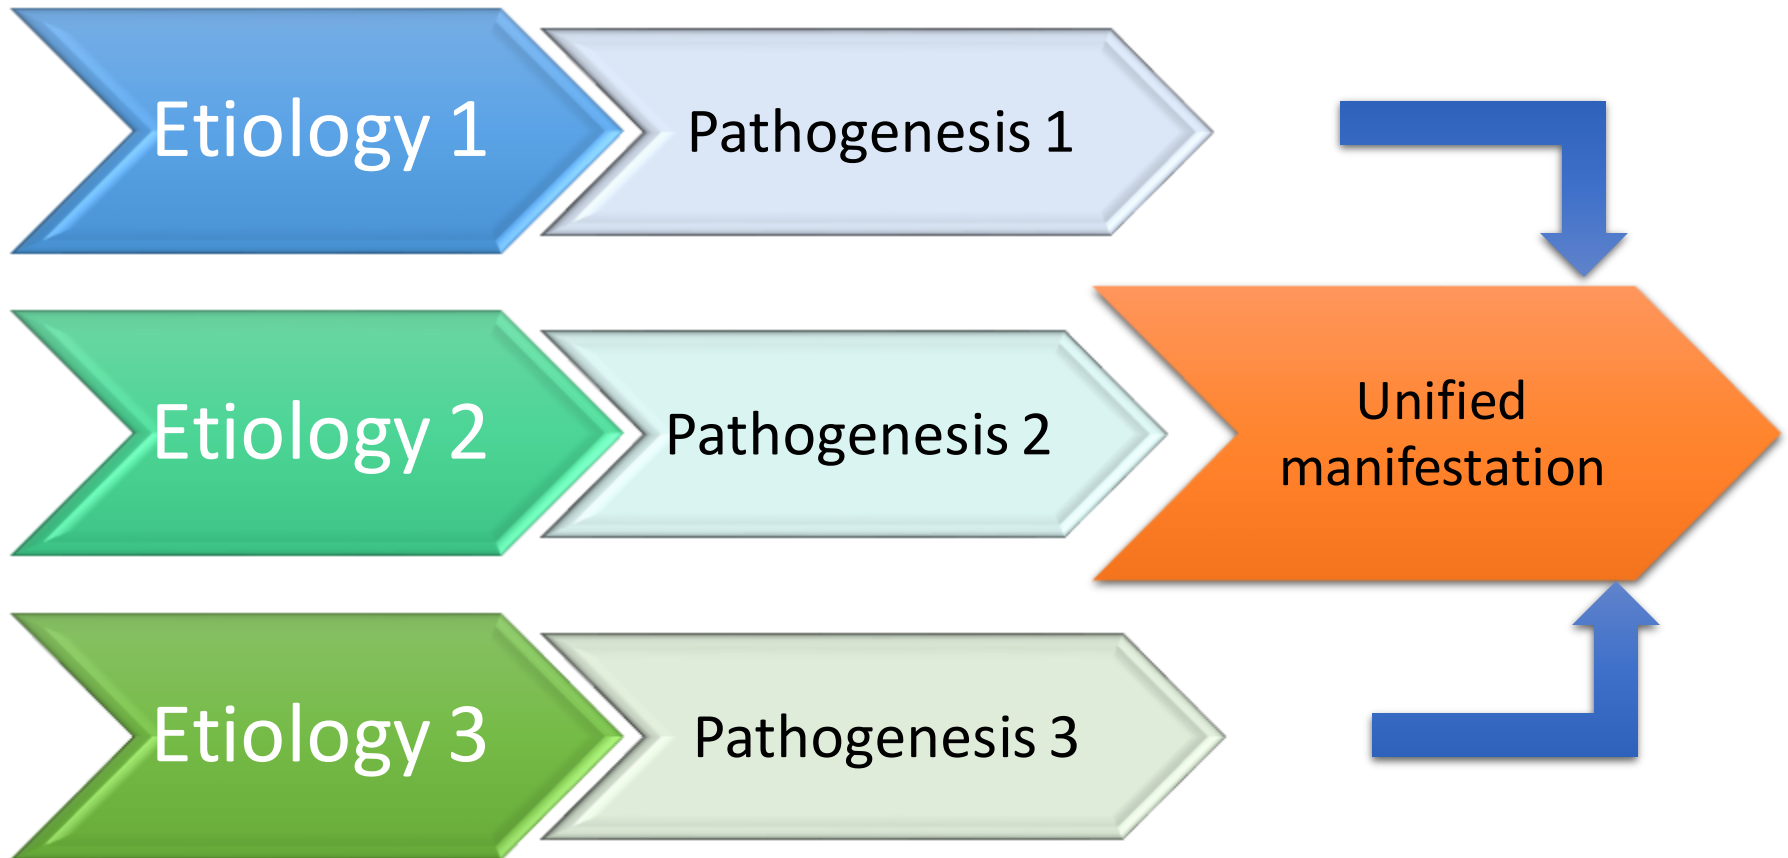 Etiology 1
Pathogenesis 1
Etiology 2
Pathogenesis 2
Unified
manifestation
Etiology 3
Pathogenesis 3